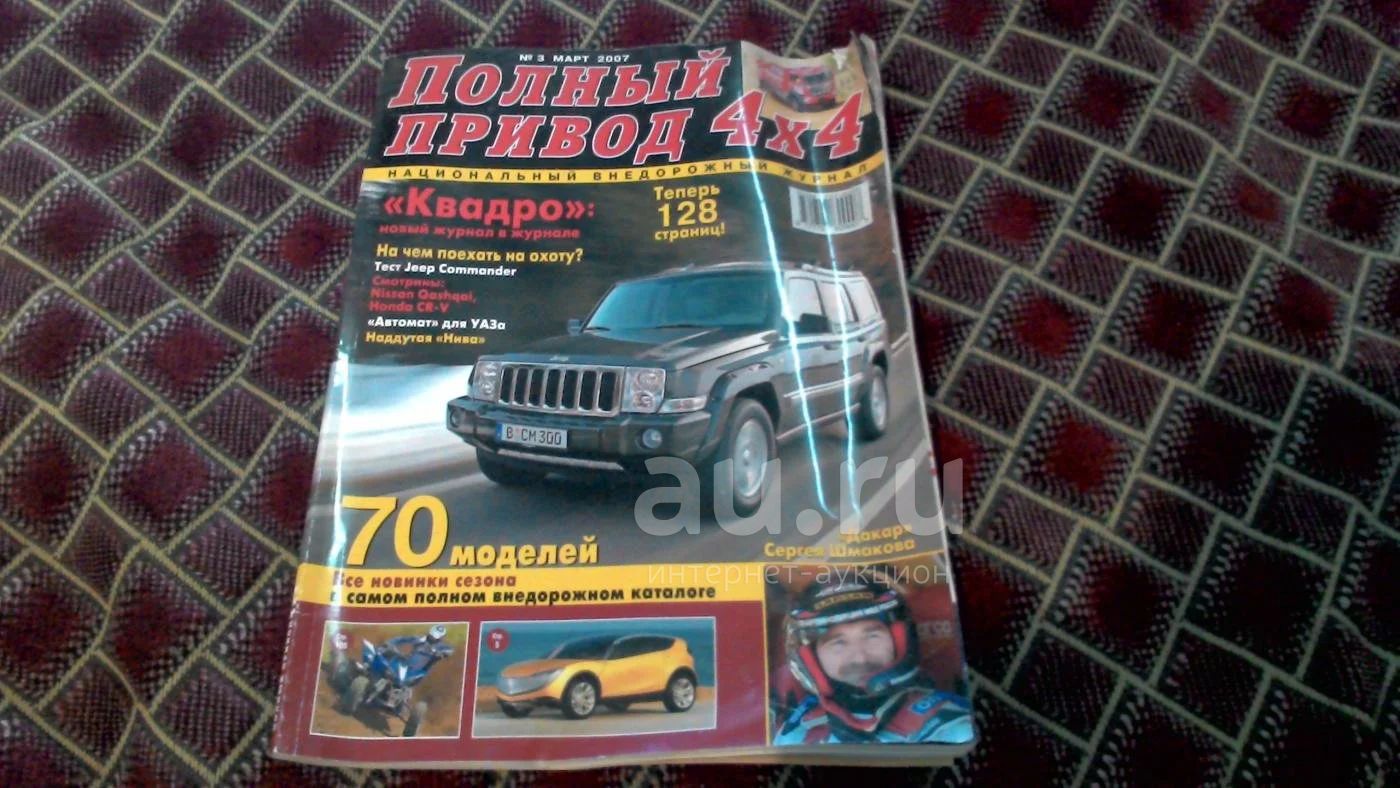 № 3 МАРТ 2007
ПОЛНЫЙ
ПРИВОД 4х4
НАЦИОНАЛЬНЫЙ ВНЕДОРОЖНЫЙ ЖУРНАЛ
«Квадро»:
новый журнал в журнале
Теперь
128
страниц!
На чем поехать на охоту?
Тест Jeep Commander
Смотрины:
Nissan Qashqai,
Honda CR-V
«Автомат» для УАЗа
Наддутая «Нива»
Jeep
B CM300
au.ru
интернет-аукцион
70 моделей
Все новинки сезона
в самом полном внедорожном каталоге
«Дакар»
Сергея Шмакова